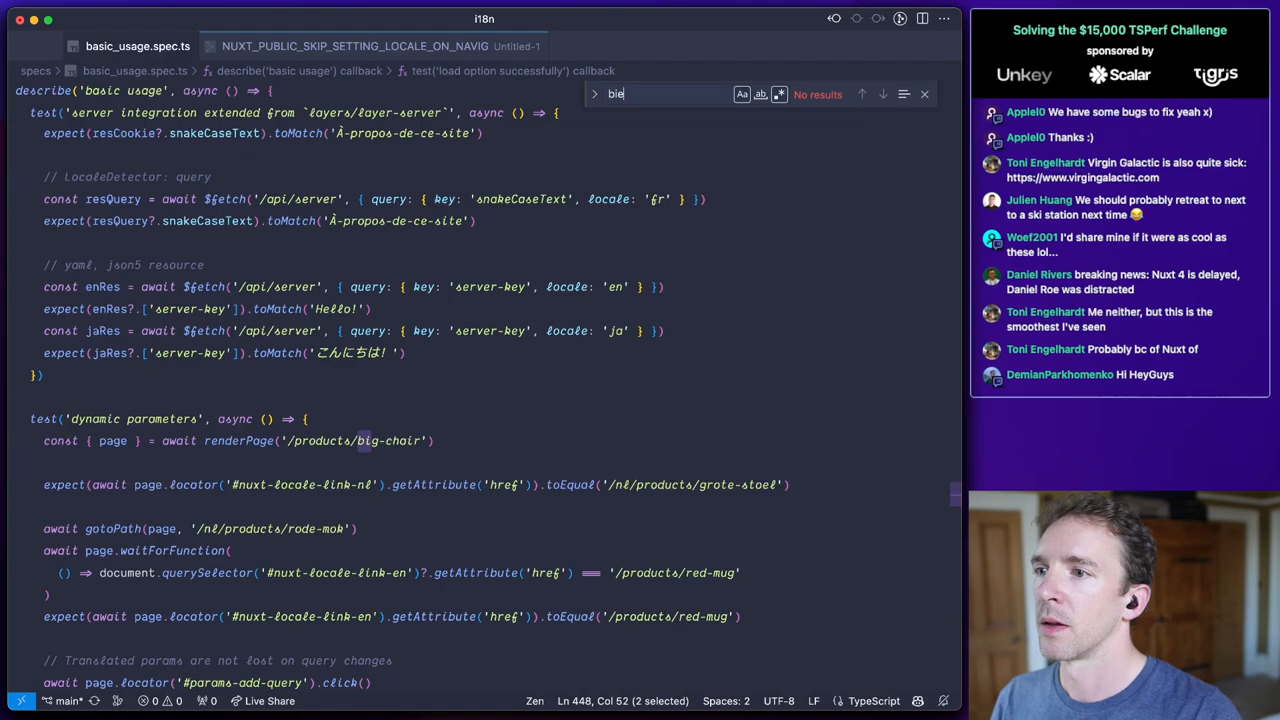 i18n
basic_usage.spec.ts
NUXT_PUBLIC_SKIP_SETTING_LOCALE_ON_NAVIG Untitled-1
specs > basic_usage.spec.ts > describe('basic usage') callback > test('load option successfully') callback
bie
Aa ab .* No results
describe('basic usage', async () => {
test('server integration extended from `layers/layer-server`', async () => {
expect(resCookie?.snakeCaseText).toMatch('À-propos-de-ce-site')
// LocaleDetector: query
const resQuery = await $fetch('/api/server', { query: { key: 'snakeCaseText', locale: 'fr' } })
expect(resQuery?.snakeCaseText).toMatch('À-propos-de-ce-site')
// yaml, json5 resource
const enRes = await $fetch('/api/server', { query: { key: 'server-key', locale: 'en' } })
expect(enRes?.['server-key']).toMatch('Hello!')
const jaRes = await $fetch('/api/server', { query: { key: 'server-key', locale: 'ja' } })
expect(jaRes?.['server-key']).toMatch('こんにちは！')
})
test('dynamic parameters', async () => {
const { page } = await renderPage('/products/big-chair')
expect(await page.locator('#nuxt-locale-link-nl').getAttribute('href')).toEqual('/nl/products/grote-stoel')
await gotoPath(page, '/nl/products/rode-mok')
await page.waitForFunction(
() => document.querySelector('#nuxt-locale-link-en')?.getAttribute('href') === '/products/red-mug'
)
expect(await page.locator('#nuxt-locale-link-en').getAttribute('href')).toEqual('/products/red-mug')
// Translated params are not lost on query changes
await page.locator('#params-add-query').click()
main* 0 0 0 Live Share
Zen Ln 448, Col 52 (2 selected) Spaces: 2 UTF-8 LF TypeScript
Solving the $15,000 TSPerf Challenge
sponsored by
Unkey Scalar tigris
Applel0 We have some bugs to fix yeah x)
Applel0 Thanks :)
Toni Engelhardt Virgin Galactic is also quite sick:
https://www.virgingalactic.com
Julien Huang We should probably retreat to next
to a ski station next time 😂
Woef2001 I'd share mine if it were as cool as
these lol...
Daniel Rivers breaking news: Nuxt 4 is delayed,
Daniel Roe was distracted
Toni Engelhardt Me neither, but this is the
smoothest I've seen
Toni Engelhardt Probably bc of Nuxt of
DemianParkhomenko Hi HeyGuys